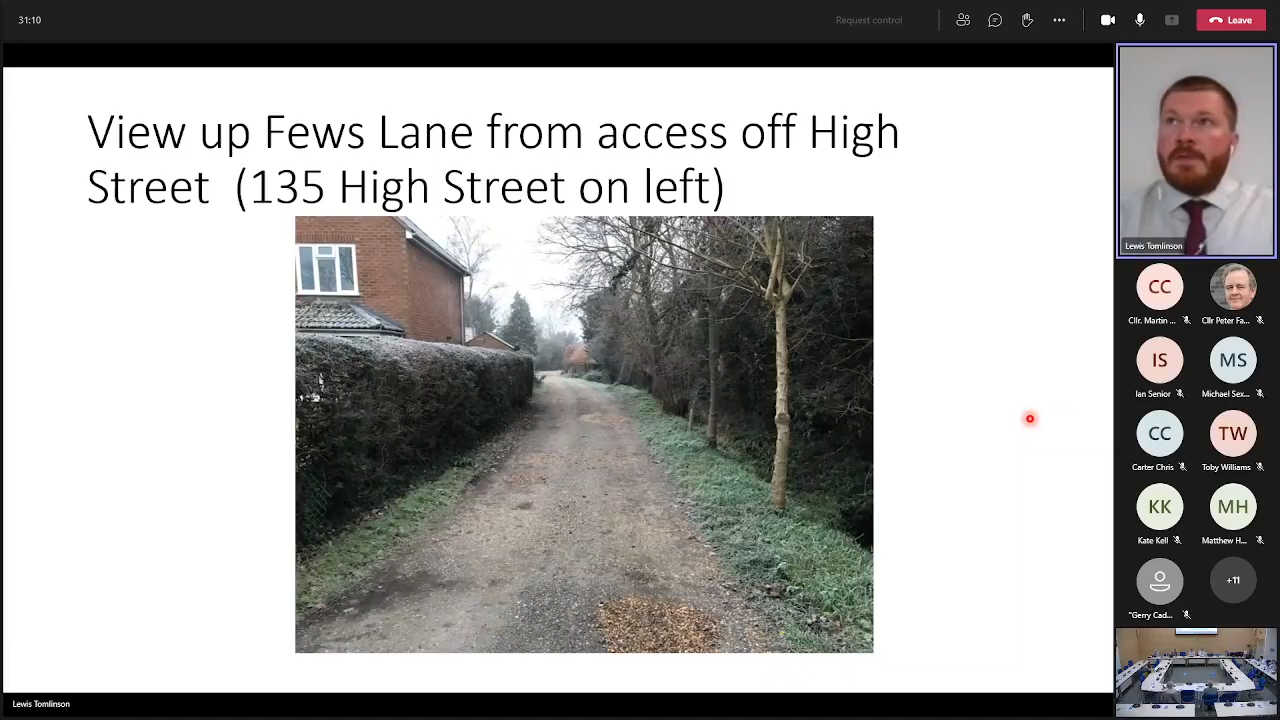 31:10
Request control
Leave
View up Fews Lane from access off High
Street (135 High Street on left)
Lewis Tomlinson
CC
Cllr. Martin ...
Cllr Peter Fa...
IS
Ian Senior
MS
Michael Sex...
CC
Carter Chris
TW
Toby Williams
KK
Kate Kell
MH
Matthew H...
"Gerry Cad...
+11
Lewis Tomlinson